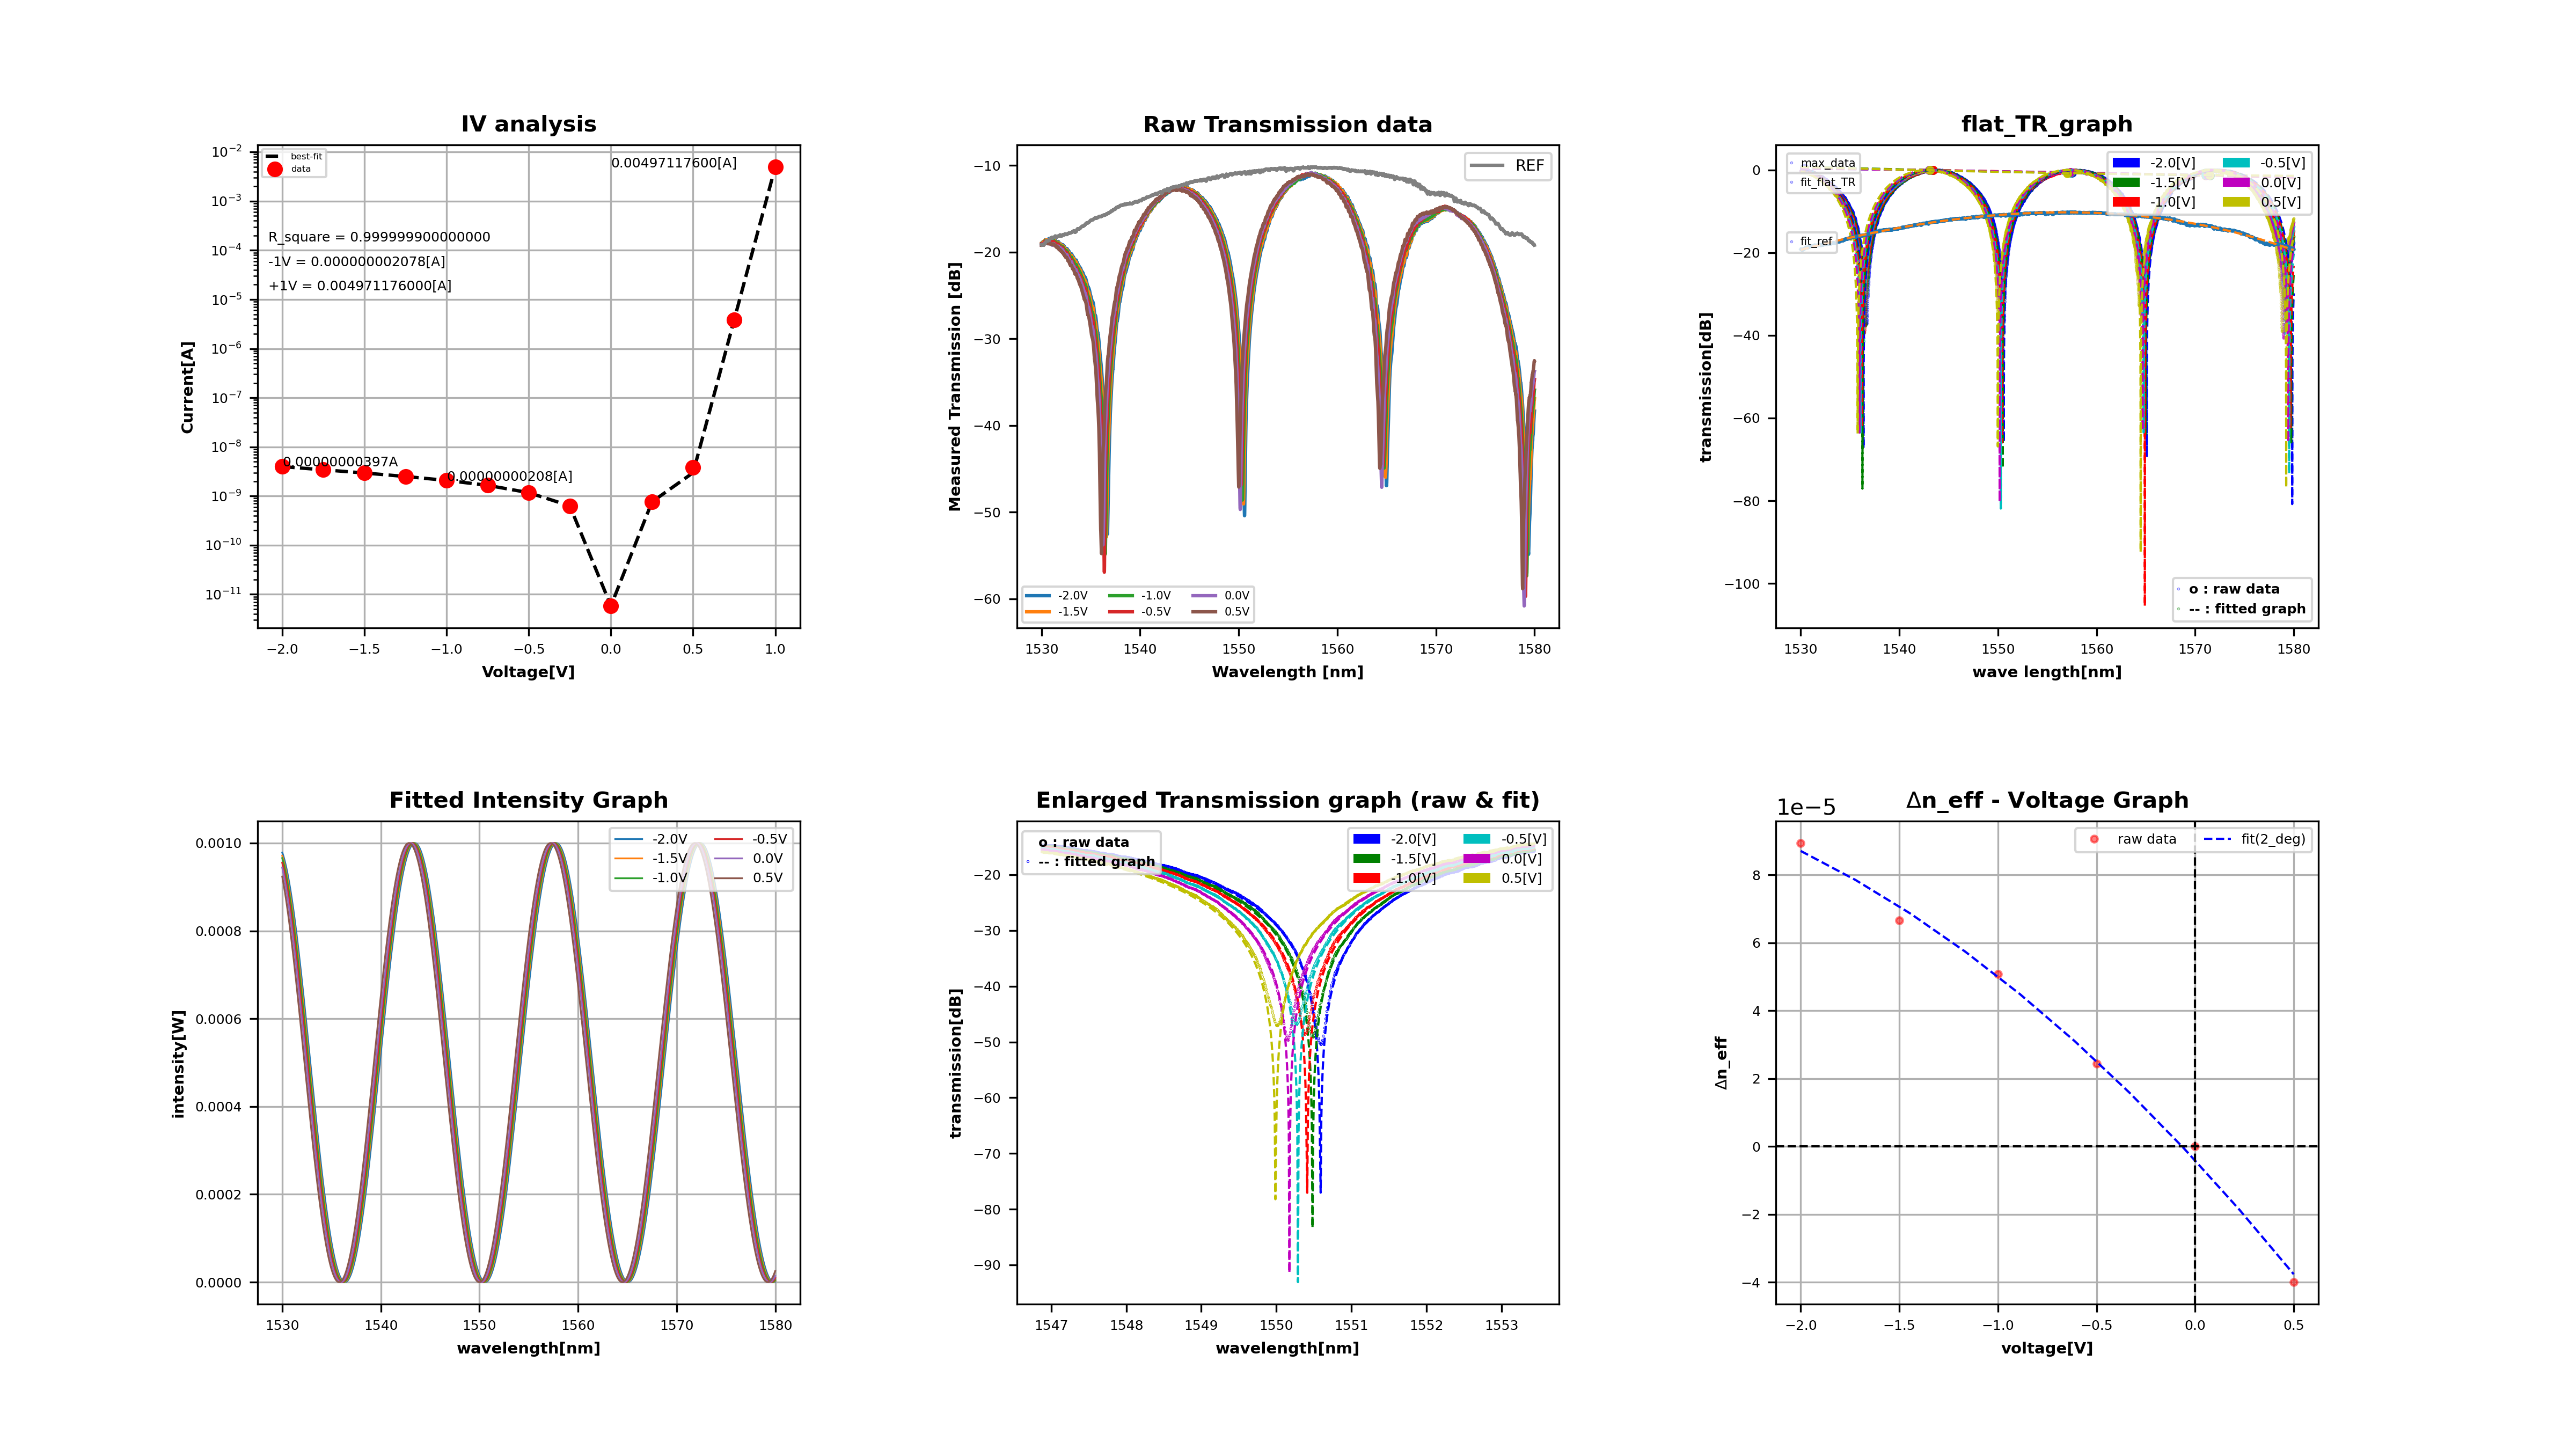 IV analysis
best-fit
data
0.00497117600[A]
R_square = 0.999999900000000
-1V = 0.000000002078[A]
+1V = 0.004971176000[A]
0.00000000397A
0.00000000208[A]
10−2
10−3
10−4
10−5
10−6
10−7
10−8
10−9
10−10
10−11
Current[A]
−2.0 −1.5 −1.0 −0.5 0.0 0.5 1.0
Voltage[V]
Raw Transmission data
REF
−10
−20
−30
−40
−50
−60
Measured Transmission [dB]
-2.0V -1.0V 0.0V
-1.5V -0.5V 0.5V
1530 1540 1550 1560 1570 1580
Wavelength [nm]
flat_TR_graph
max_data
fit_flat_TR
fit_ref
-2.0[V] -0.5[V]
-1.5[V] 0.0[V]
-1.0[V] 0.5[V]
o : raw data
-- : fitted graph
0
−20
−40
−60
−80
−100
transmission[dB]
1530 1540 1550 1560 1570 1580
wave length[nm]
Fitted Intensity Graph
-2.0V -0.5V
-1.5V 0.0V
-1.0V 0.5V
0.0010
0.0008
0.0006
0.0004
0.0002
0.0000
intensity[W]
1530 1540 1550 1560 1570 1580
wavelength[nm]
Enlarged Transmission graph (raw & fit)
o : raw data
-- : fitted graph
-2.0[V] -0.5[V]
-1.5[V] 0.0[V]
-1.0[V] 0.5[V]
−20
−30
−40
−50
−60
−70
−80
−90
transmission[dB]
1547 1548 1549 1550 1551 1552 1553
wavelength[nm]
Δn_eff - Voltage Graph
1e−5
raw data fit(2_deg)
8
6
4
2
0
−2
−4
Δn_eff
−2.0 −1.5 −1.0 −0.5 0.0 0.5
voltage[V]